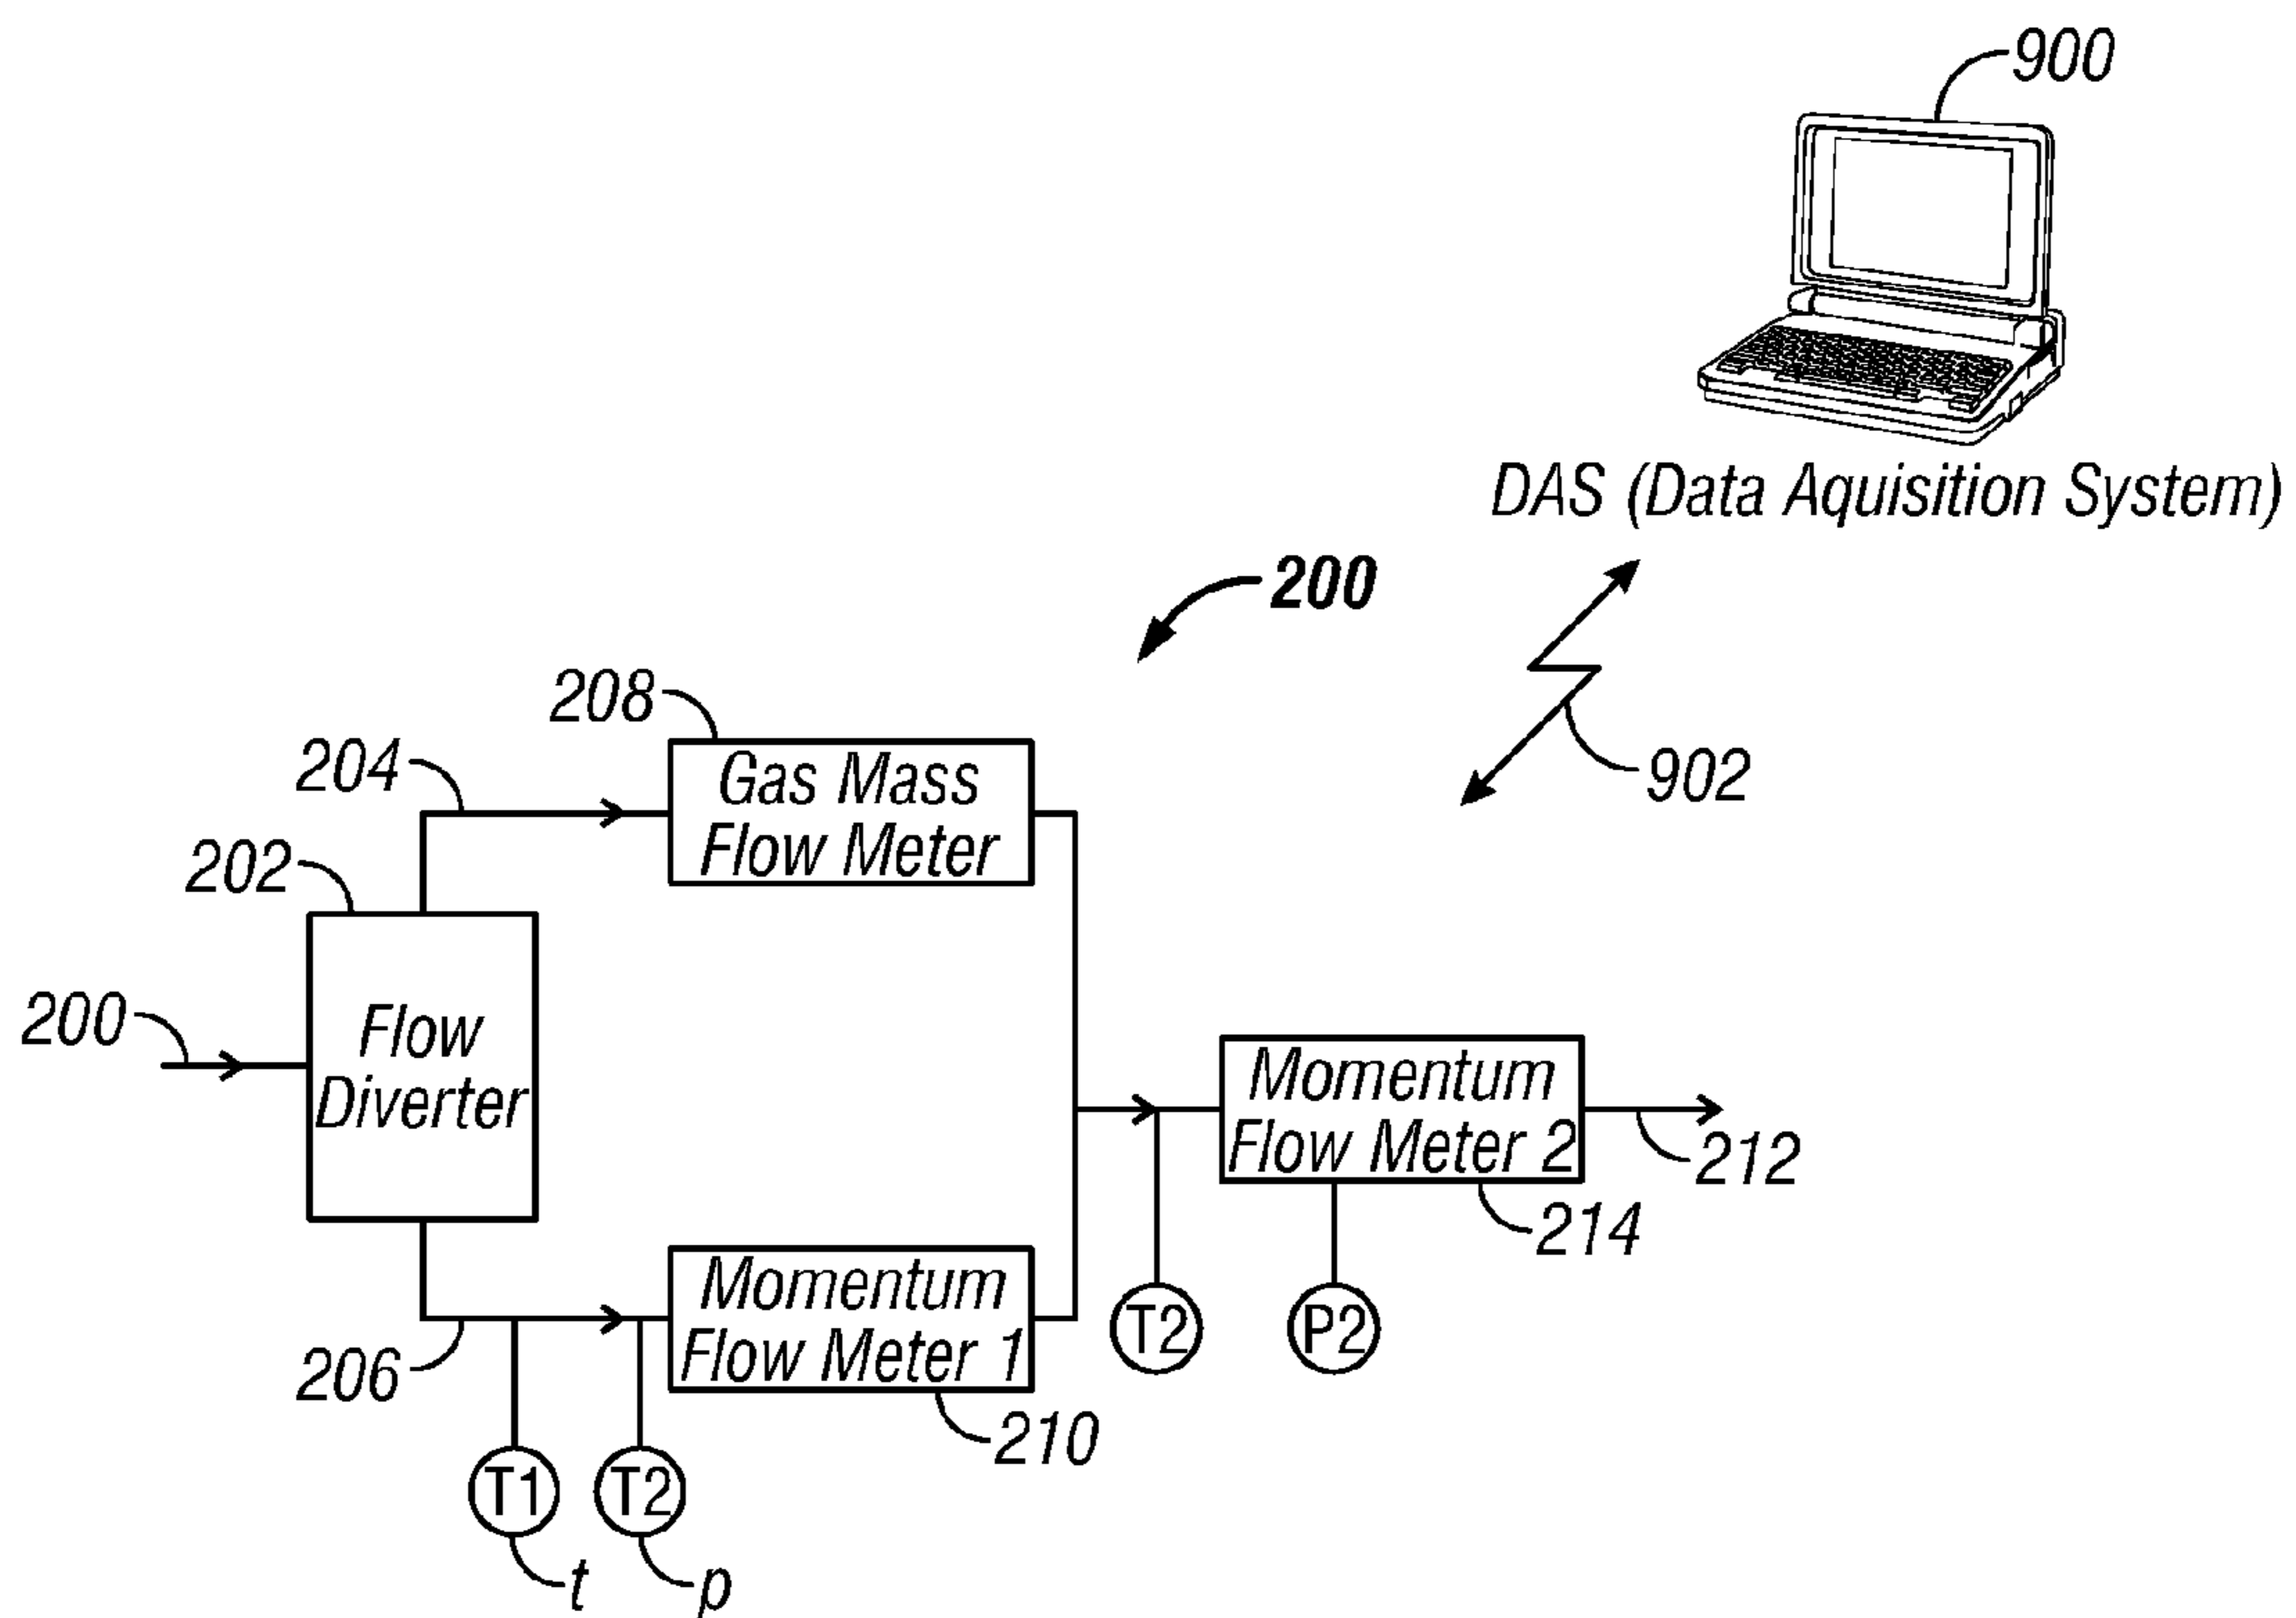 900
DAS (Data Aquisition System)
200
208
204
Gas Mass
Flow Meter
902
202
200
Flow
Diverter
Momentum
Flow Meter 2
212
214
206
Momentum
Flow Meter 1
T2
P2
210
T1
T2
t
p